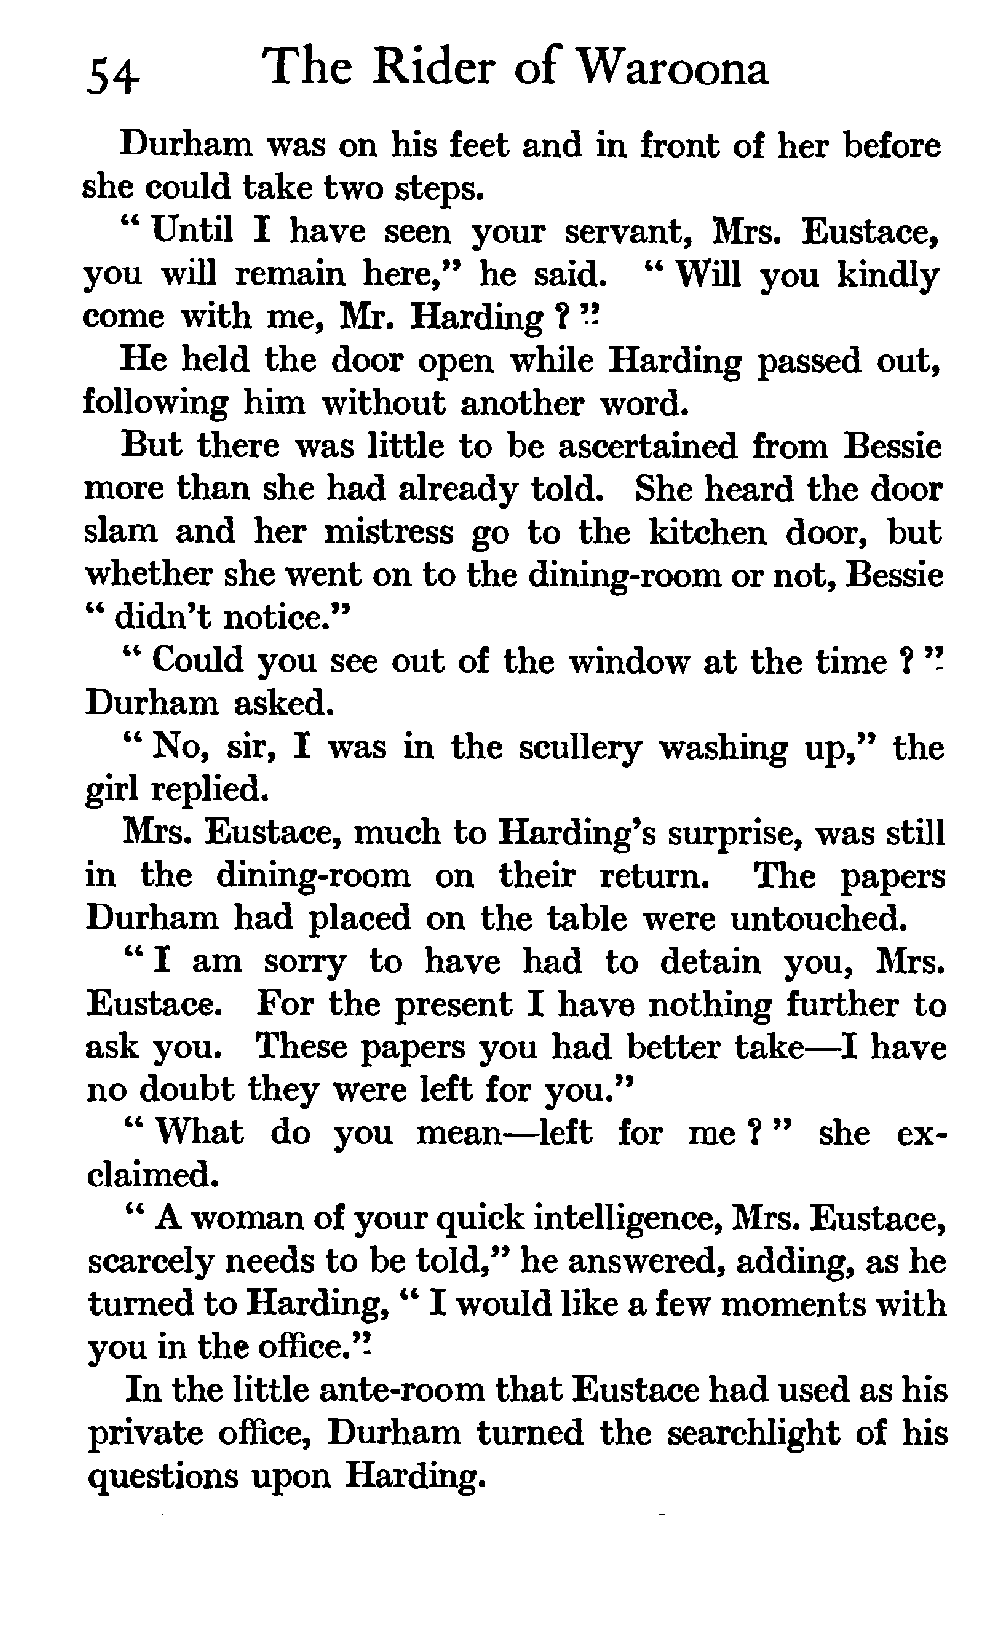 54 The Rider of Waroona
Durham was on his feet and in front of her before
she could take two steps.
“ Until I have seen your servant, Mrs. Eustace,
you will remain here,” he said. “ Will you kindly
come with me, Mr. Harding ? ”
He held the door open while Harding passed out,
following him without another word.
But there was little to be ascertained from Bessie
more than she had already told. She heard the door
slam and her mistress go to the kitchen door, but
whether she went on to the dining-room or not, Bessie
“ didn’t notice.”
“ Could you see out of the window at the time ? ”
Durham asked.
“ No, sir, I was in the scullery washing up,” the
girl replied.
Mrs. Eustace, much to Harding’s surprise, was still
in the dining-room on their return. The papers
Durham had placed on the table were untouched.
“ I am sorry to have had to detain you, Mrs.
Eustace. For the present I have nothing further to
ask you. These papers you had better take—I have
no doubt they were left for you.”
“ What do you mean—left for me ? ” she ex-
claimed.
“ A woman of your quick intelligence, Mrs. Eustace,
scarcely needs to be told,” he answered, adding, as he
turned to Harding, “ I would like a few moments with
you in the office.”
In the little ante-room that Eustace had used as his
private office, Durham turned the searchlight of his
questions upon Harding.